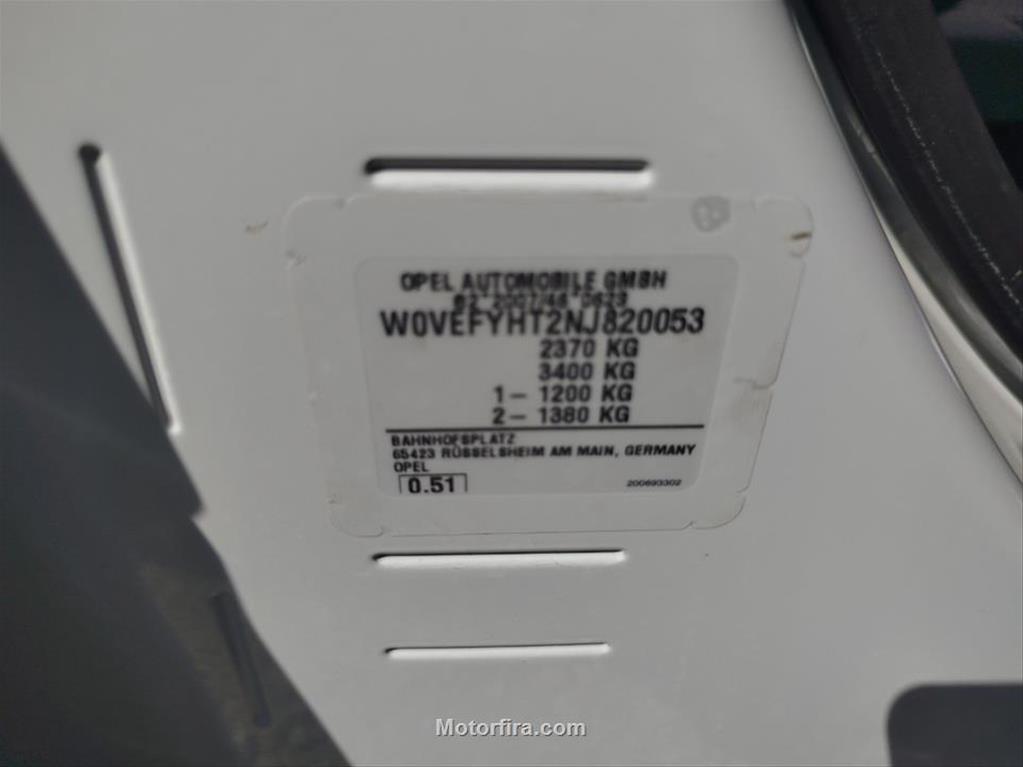 OPEL AUTOMOBILE GMBH
e2*2007/46*0623
W0VEFYHT2NJ820053
2370 KG
3400 KG
1– 1200 KG
2– 1380 KG
BAHNHOFSPLATZ
65423 RÜSSELSHEIM AM MAIN, GERMANY
OPEL
0.51
200693302
Motorfira.com